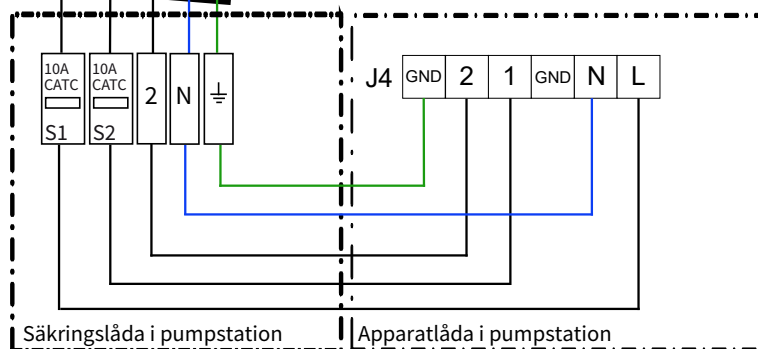 10A 10A
CATC CATC
S1 S2 2 N
J4 GND 2 1 GND N L
Säkringslåda i pumpstation
Apparatlåda i pumpstation